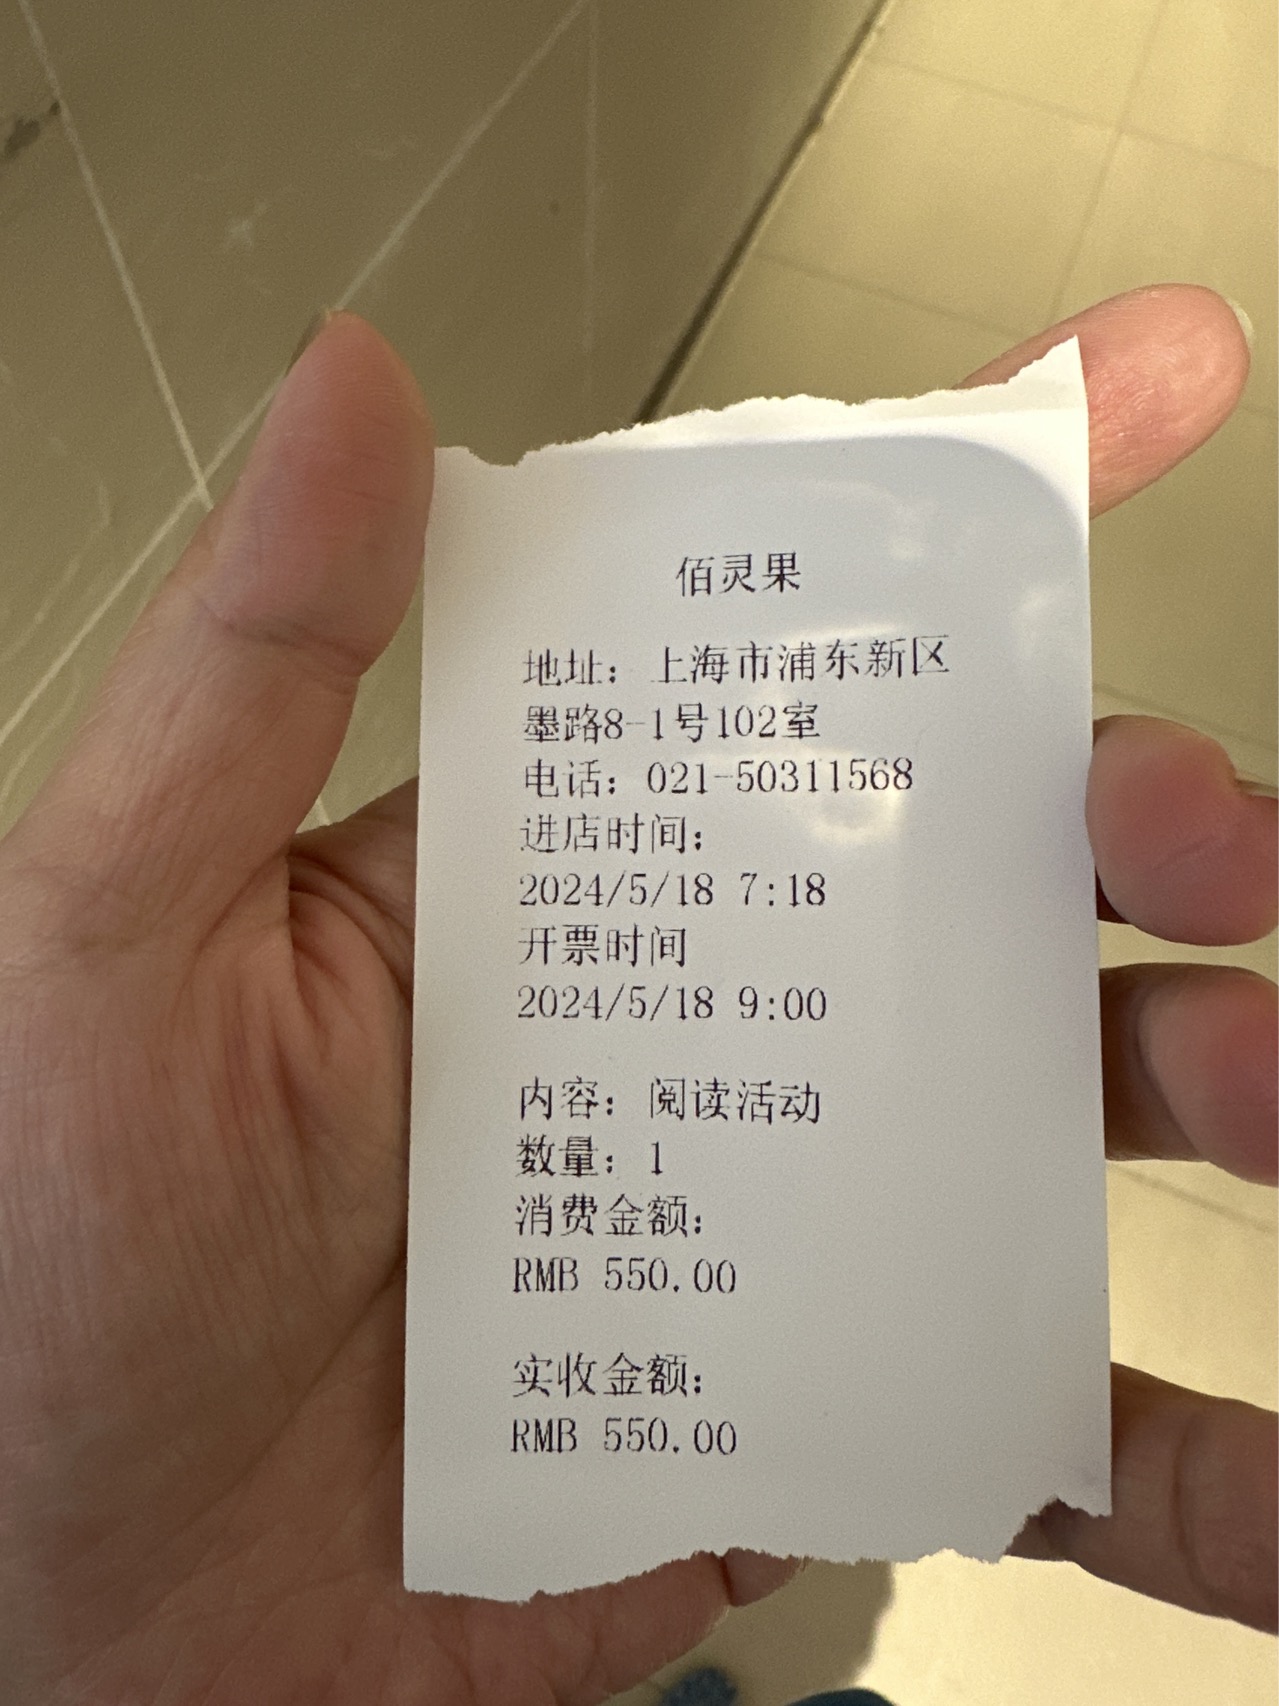 佰灵果
地址：上海市浦东新区
墨路8-1号102室
电话：021-50311568
进店时间：
2024/5/18 7:18
开票时间
2024/5/18 9:00
内容：阅读活动
数量：1
消费金额：
RMB 550.00
实收金额：
RMB 550.00